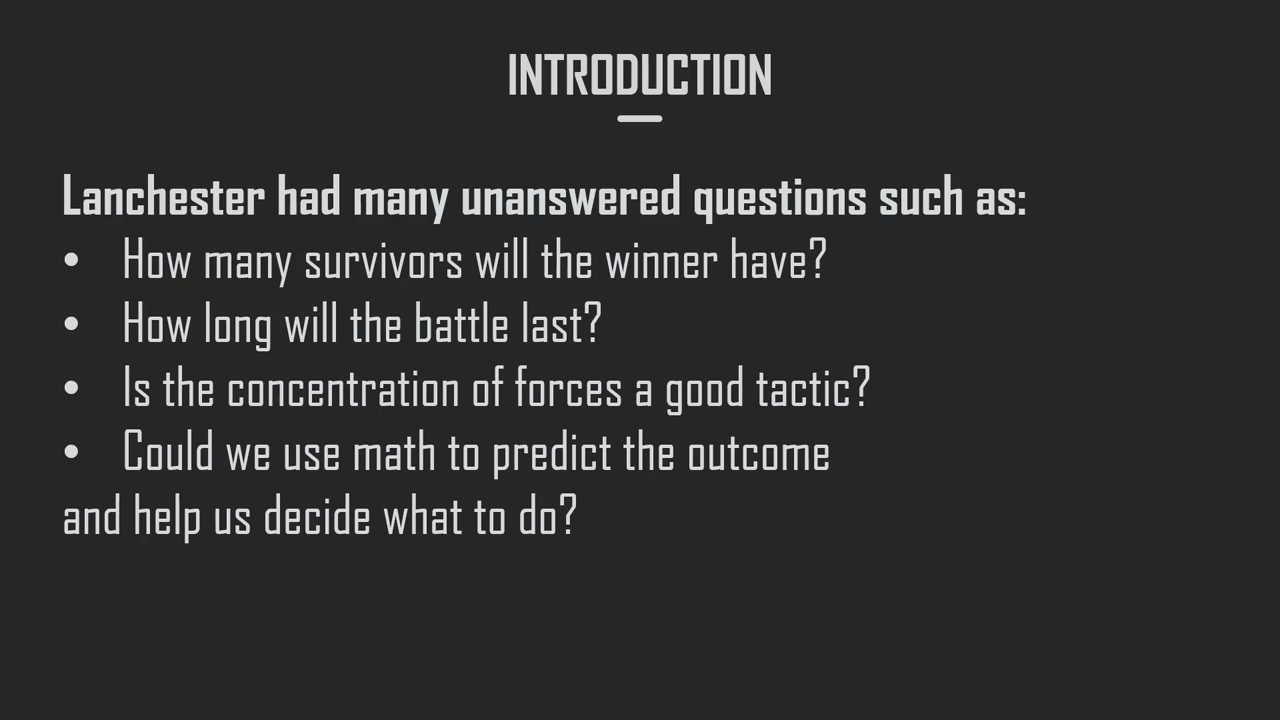 INTRODUCTION
Lanchester had many unanswered questions such as:
• How many survivors will the winner have?
• How long will the battle last?
• Is the concentration of forces a good tactic?
• Could we use math to predict the outcome
and help us decide what to do?